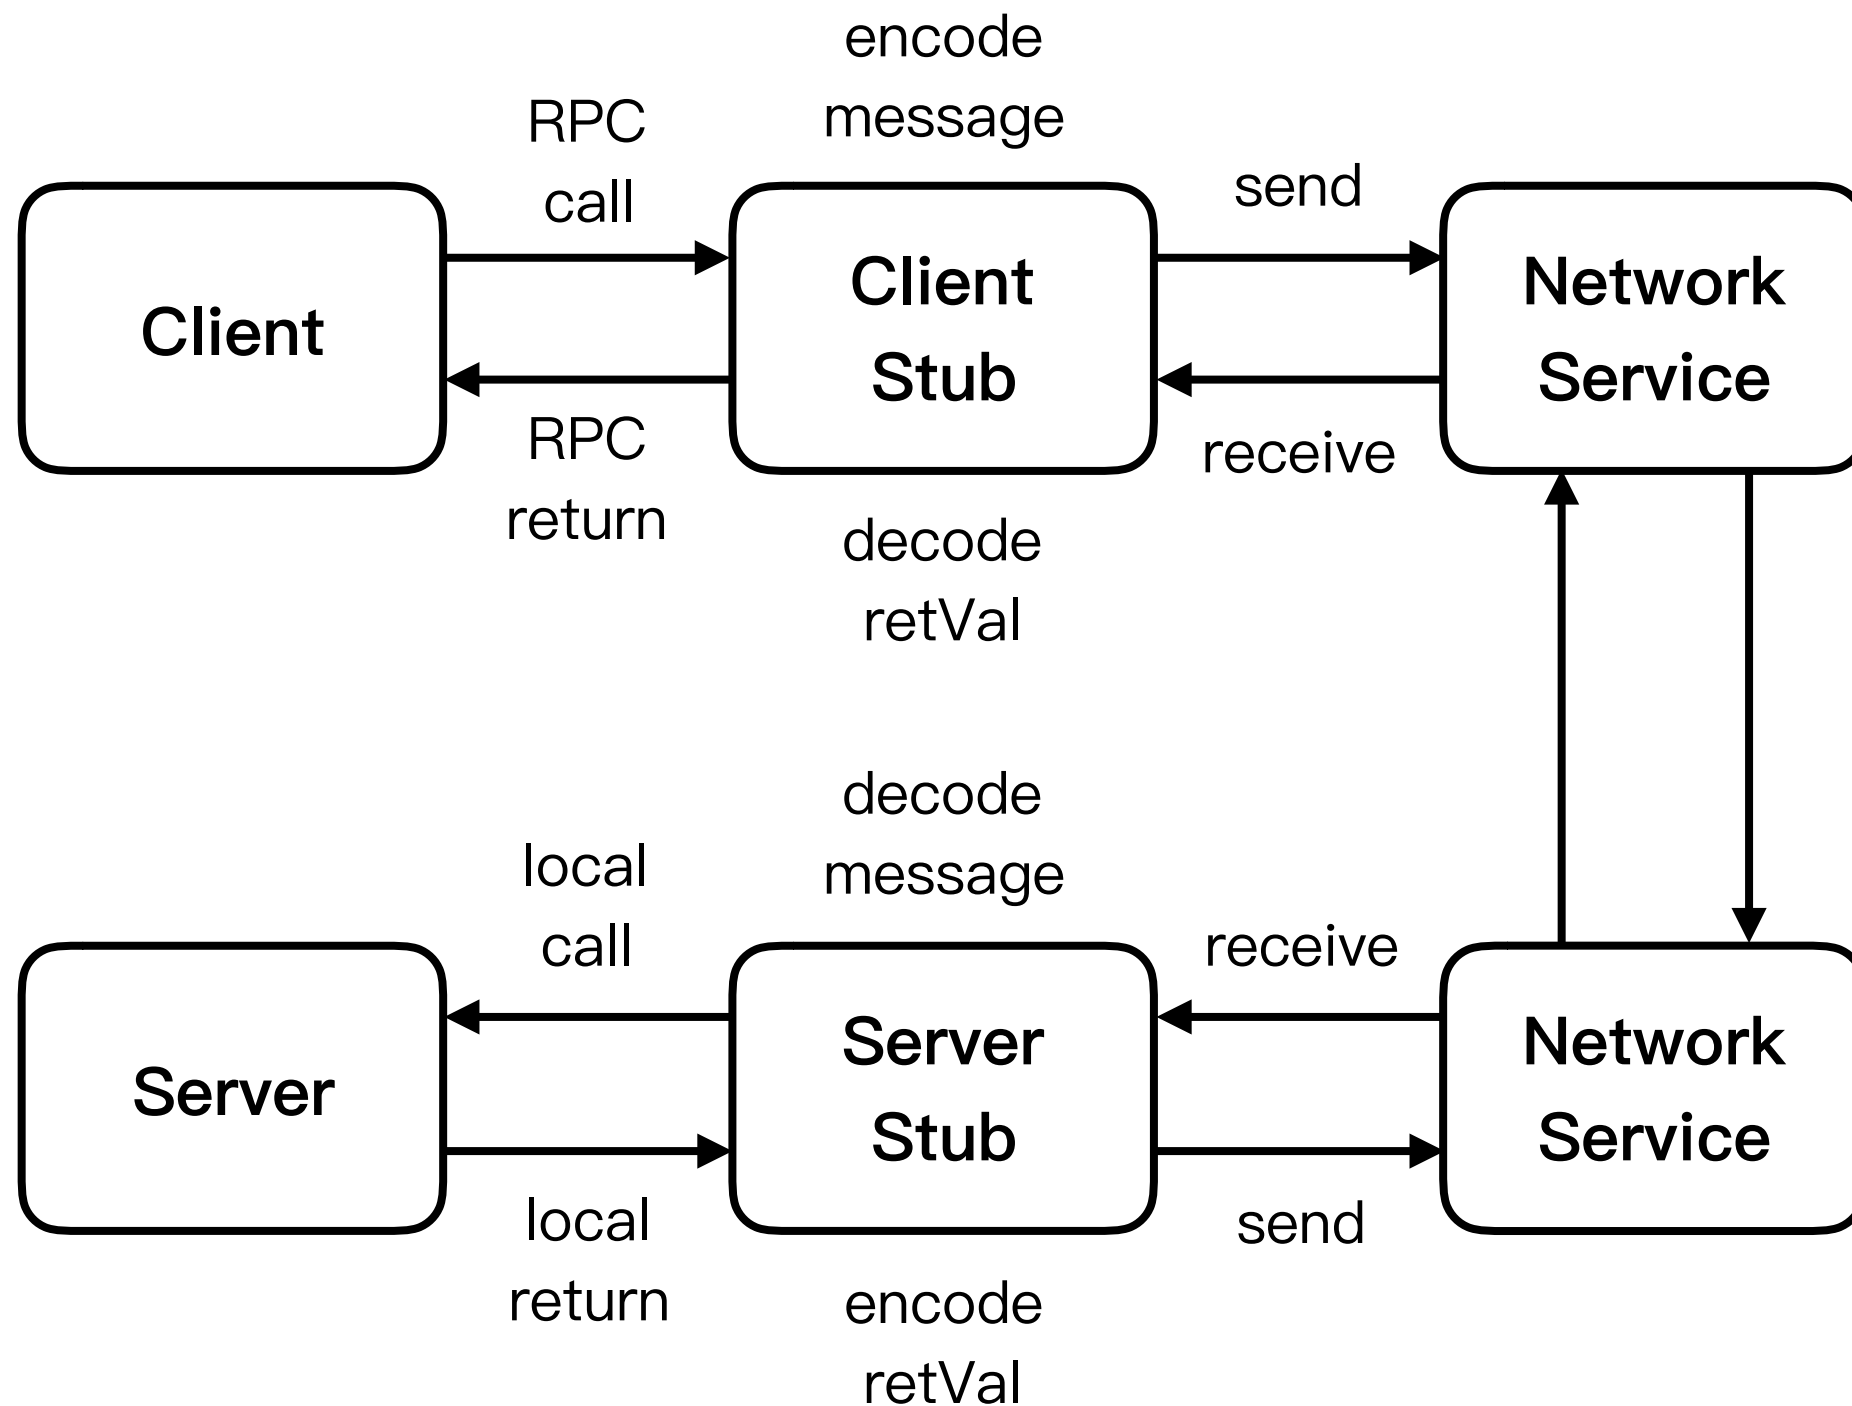 encode
message
RPC
call
send
Client
Client
Stub
Network
Service
RPC
return
receive
decode
retVal
decode
message
local
call
receive
Server
Server
Stub
Network
Service
local
return
send
encode
retVal